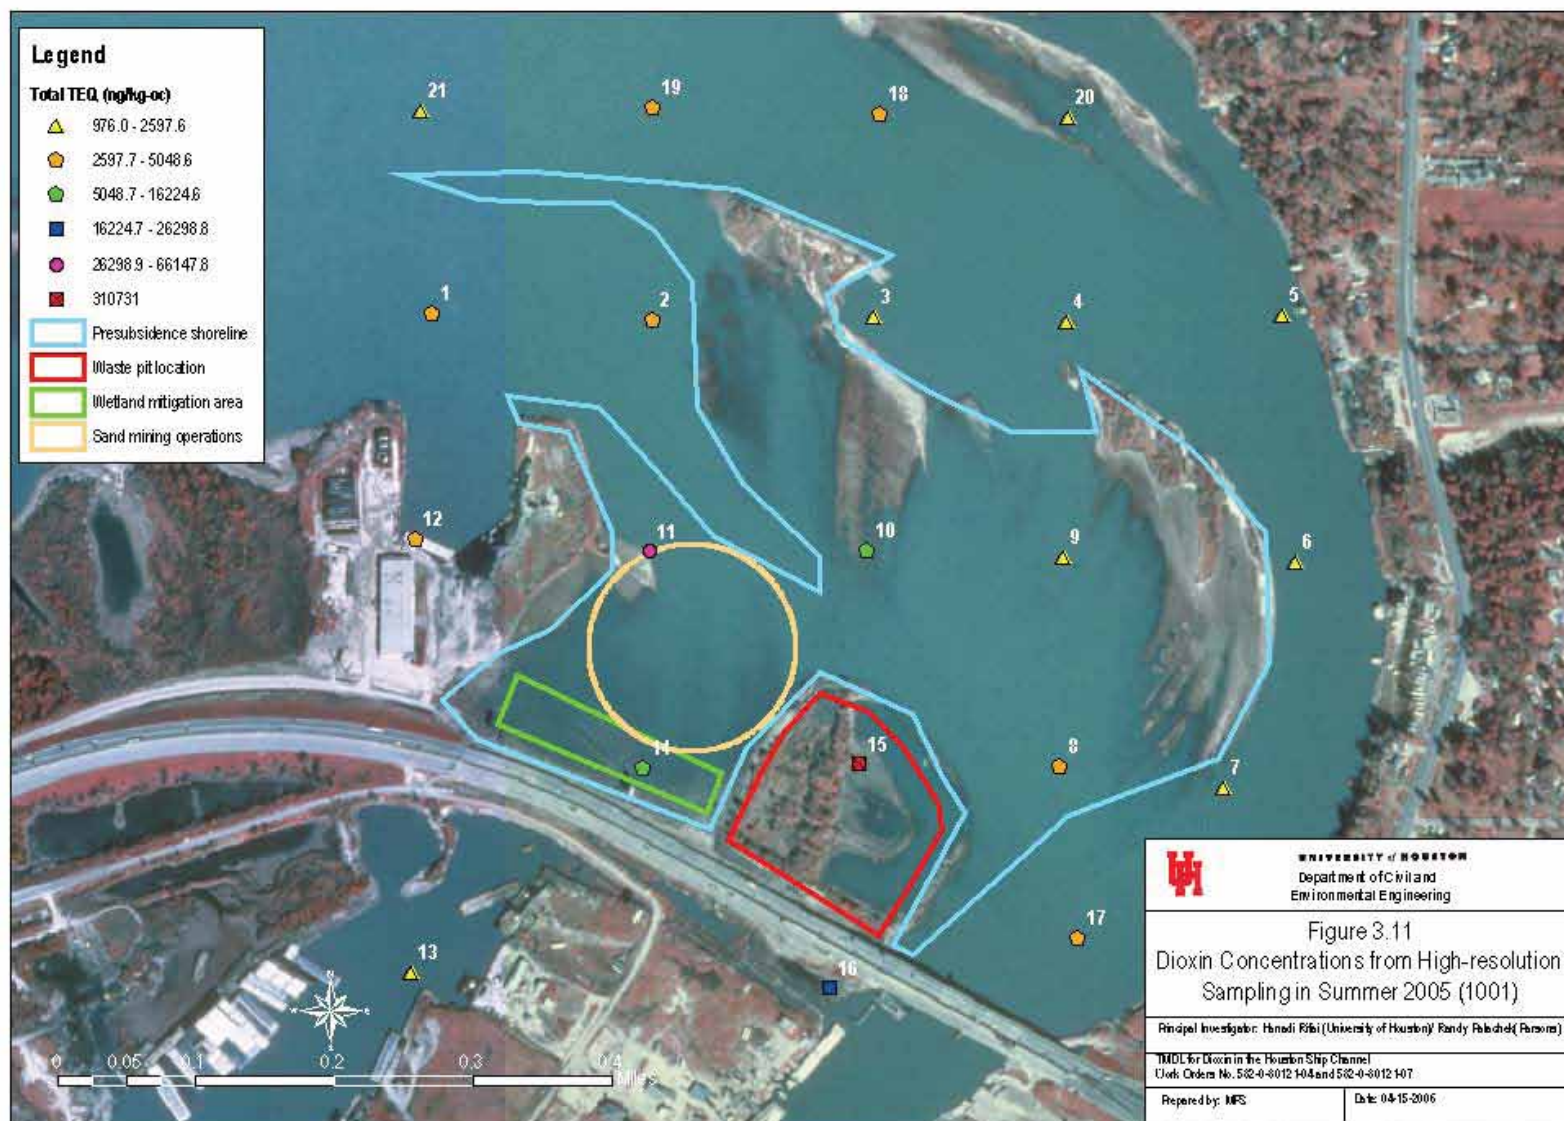 Legend
Total TEQ (ng/kg-oc)
976.0 - 2597.6
2597.7 - 5048.6
5048.7 - 16224.6
16224.7 - 26298.8
26298.9 - 66147.8
310731
Presubsidence shoreline
Waste pit location
Wetland mitigation area
Sand mining operations
21
19
18
20
1
2
3
4
5
12
11
10
9
6
14
15
8
7
13
16
17
N
W
E
S
0 0.05 0.1 0.2 0.3 0.4
Miles
UNIVERSITY of HOUSTON
Department of Civil and
Environmental Engineering
Figure 3.11
Dioxin Concentrations from High-resolution
Sampling in Summer 2005 (1001)
Principal Investigator: Hanadi Rifai (University of Houston)/ Randy Palachek( Parsons)
TMDL for Dioxin in the Houston Ship Channel
Work Orders No. 582-0-80121-04 and 582-0-80121-07
Prepared by: MFS
Date: 04-15-2006